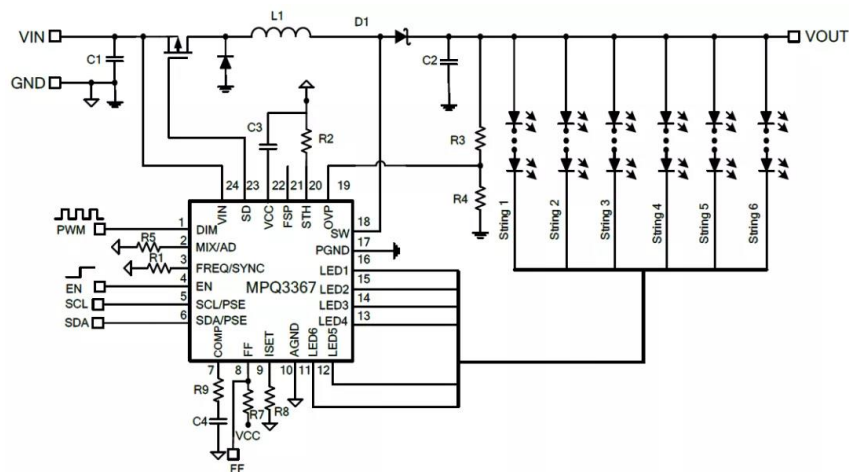 L1
D1
VIN
VOUT
C1
C2
GND
C3
R2
R3
R4
24
23
22
21
20
19
VIN
SD
VCC
FSP
STH
OVP
SW
18
PGND
17
PWM
1
DIM
R5
2
MIX/AD
R1
3
FREQ/SYNC
EN
4
EN
SCL
5
SCL/PSE
SDA
6
SDA/PSE
MPQ3367
16
LED1
15
LED2
14
LED3
13
LED4
COMP
FF
ISET
AGND
LED6
LED5
7
8
9
10
11
12
R9
R7
R8
C4
VCC
FF
String 1
String 2
String 3
String 4
String 5
String 6